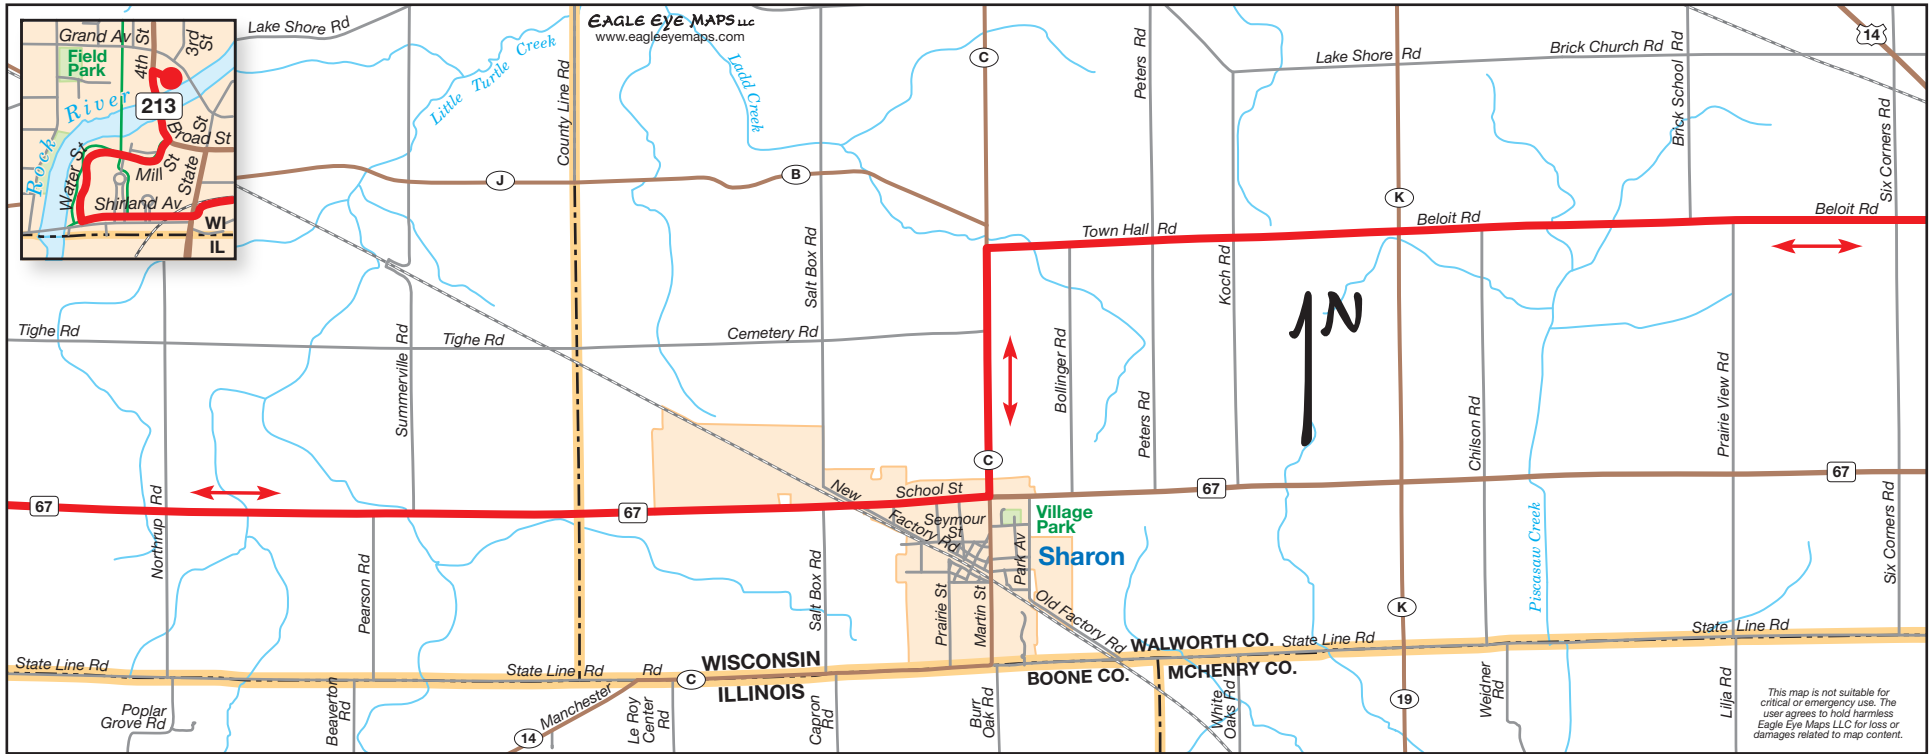 EAGLE EYE MAPS LLC
www.eagleeyemaps.com
Grand Av
4th St
3rd St
Field
Park
Rock River
213
Broad St
Water St
Mill St
State St
Shirland Av
WI
IL
Lake Shore Rd
Little Turtle Creek
County Line Rd
Ladd Creek
C
Peters Rd
Lake Shore Rd
Brick Church Rd
Brick School Rd
14
Six Corners Rd
J
B
K
Salt Box Rd
Town Hall Rd
Beloit Rd
Beloit Rd
Koch Rd
N
Tighe Rd
Summerville Rd
Tighe Rd
Cemetery Rd
Bollinger Rd
Peters Rd
Chilson Rd
Prairie View Rd
C
67
Northrup Rd
67
New
Factory Rd
School St
Seymour
St
67
67
Village
Park
Sharon
Park Av
Piscasaw Creek
Six Corners Rd
Pearson Rd
Salt Box Rd
Prairie St
Martin St
Old Factory Rd
K
State Line Rd
State Line Rd
Rd
C
WISCONSIN
ILLINOIS
WALWORTH CO.
State Line Rd
State Line Rd
BOONE CO.
MCHENRY CO.
Poplar
Grove Rd
Beaverton
Rd
14
Manchester
Le Roy
Center
Rd
Capron
Rd
Burr
Oak Rd
White
Oaks Rd
19
Weidner
Rd
Lilja Rd
This map is not suitable for
critical or emergency use. The
user agrees to hold harmless
Eagle Eye Maps LLC for loss or
damages related to map content.